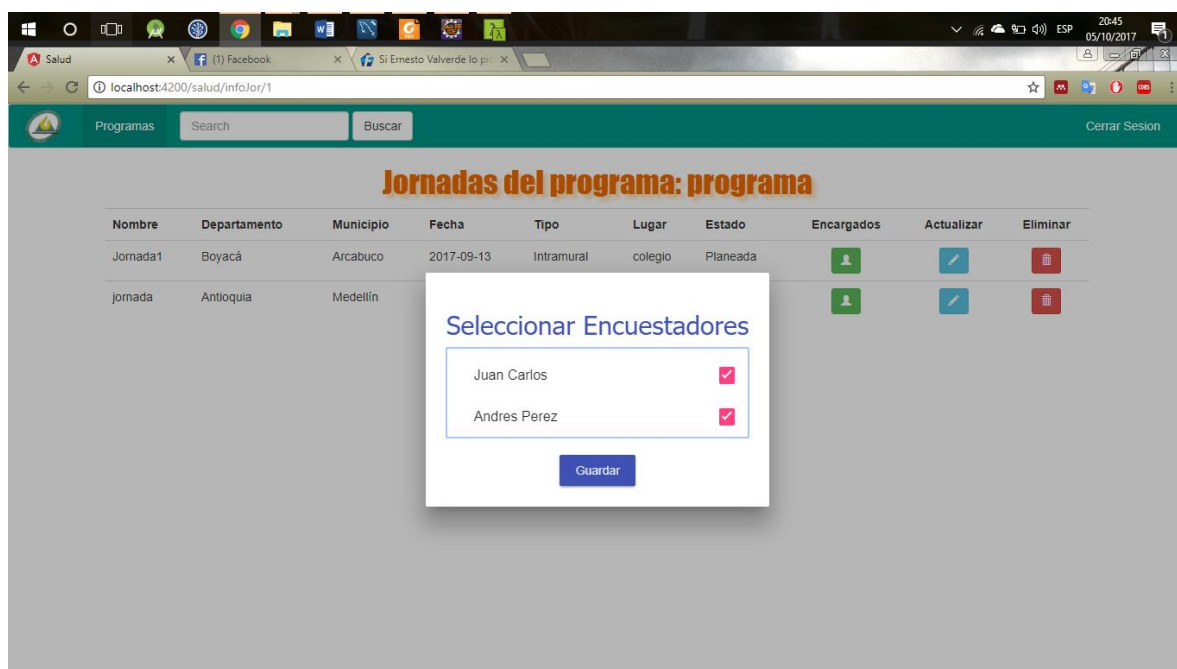 ESP
20:45
05/10/2017
Salud
(1) Facebook
Si Ernesto Valverde lo pi
localhost:4200/salud/infoJor/1
Programas Search Buscar Cerrar Sesion
Jornadas del programa: programa
Nombre Departamento Municipio Fecha Tipo Lugar Estado Encargados Actualizar Eliminar
Jornada1 Boyacá Arcabuco 2017-09-13 Intramural colegio Planeada
jornada Antioquia Medellín
Seleccionar Encuestadores
Juan Carlos
Andres Perez
Guardar